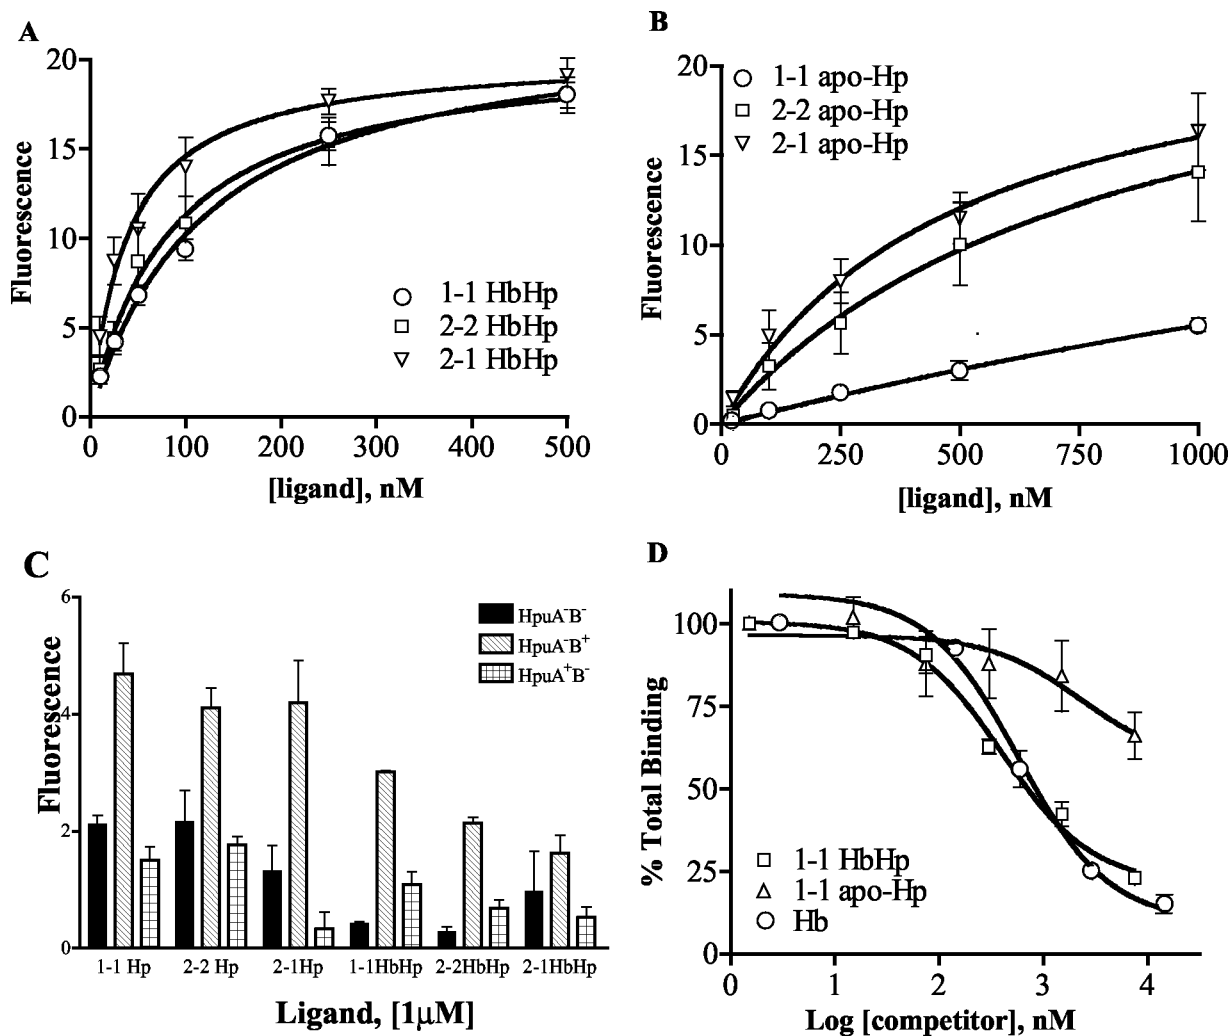 A
Fluorescence
20
15
10
5
0
1-1 HbHp
2-2 HbHp
2-1 HbHp
0 100 200 300 400 500
[ligand], nM
B
Fluorescence
20
15
10
5
0
1-1 apo-Hp
2-2 apo-Hp
2-1 apo-Hp
0 250 500 750 1000
[ligand], nM
C
Fluorescence
6
4
2
0
HpuA⁻B⁻
HpuA⁻B⁺
HpuA⁺B⁻
1-1 Hp 2-2 Hp 2-1Hp 1-1HbHp 2-2HbHp 2-1HbHp
Ligand, [1µM]
D
% Total Binding
100
75
50
25
0
1-1 HbHp
1-1 apo-Hp
Hb
0 1 2 3 4
Log [competitor], nM